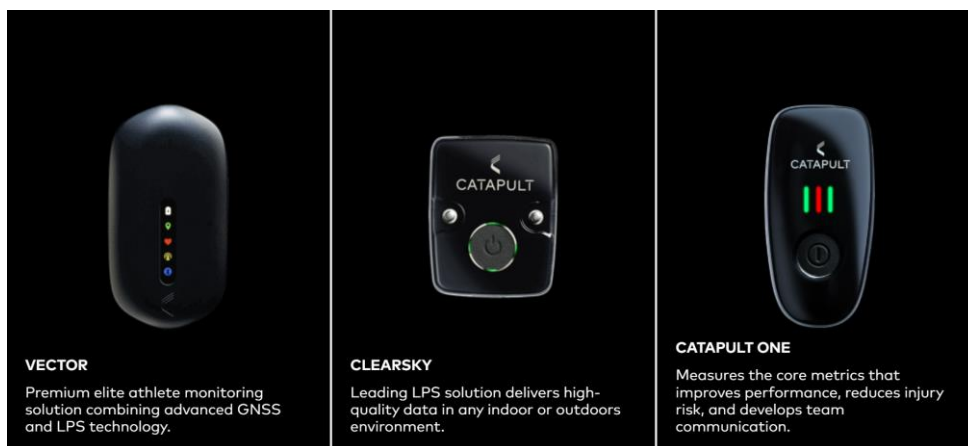 VECTOR
Premium elite athlete monitoring
solution combining advanced GNSS
and LPS technology.
CATAPULT
CLEARSKY
Leading LPS solution delivers high-
quality data in any indoor or outdoors
environment.
CATAPULT
CATAPULT ONE
Measures the core metrics that
improves performance, reduces injury
risk, and develops team
communication.